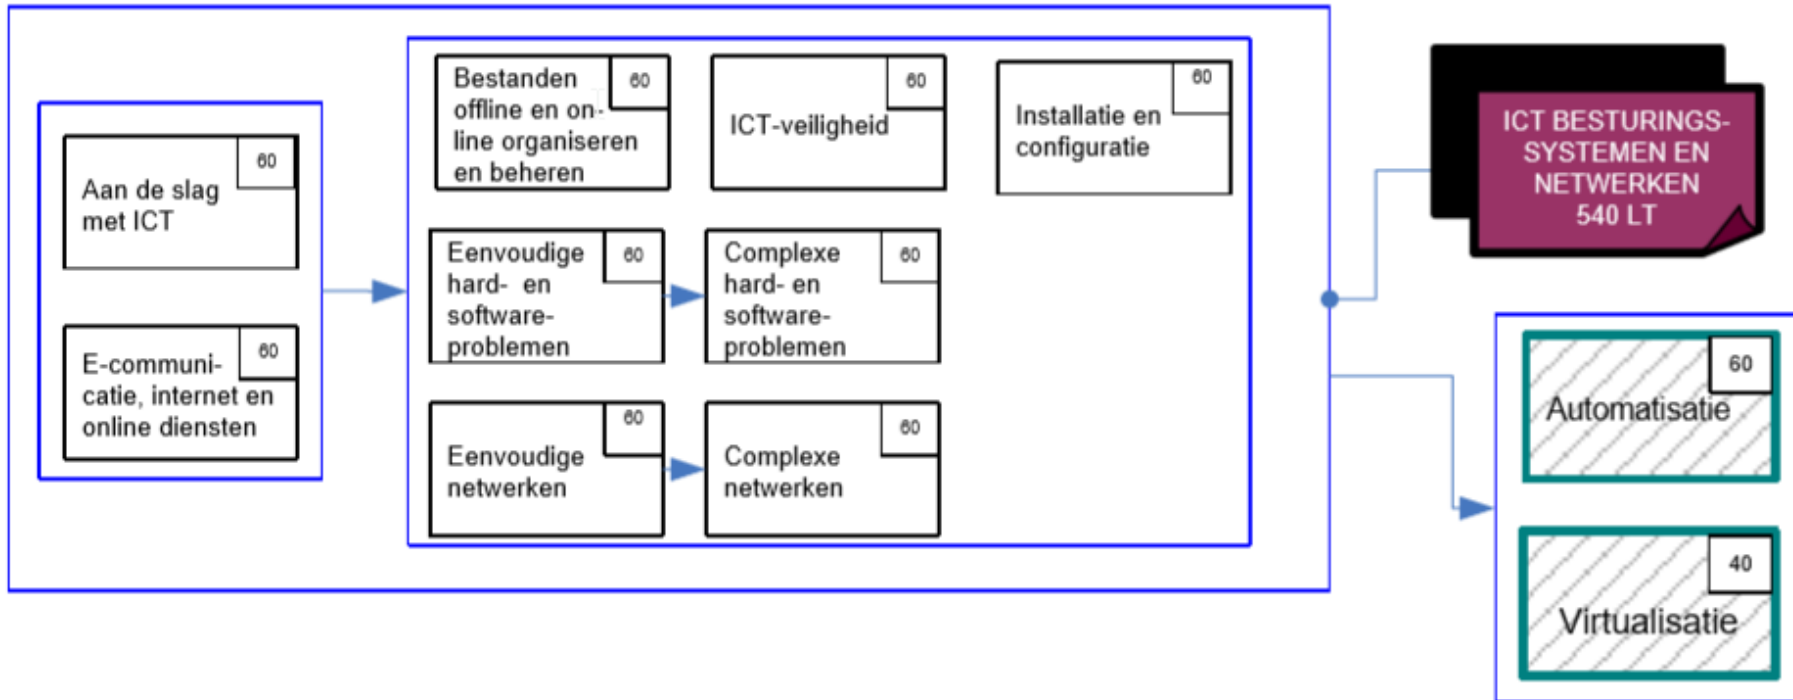 60
Aan de slag
met ICT
60
E-communi-
catie, internet en
online diensten
60
Bestanden
offline en on-
line organiseren
en beheren
60
ICT-veiligheid
60
Installatie en
configuratie
60
Eenvoudige
hard- en
software-
problemen
60
Complexe
hard- en
software-
problemen
60
Eenvoudige
netwerken
60
Complexe
netwerken
ICT BESTURINGS-
SYSTEMEN EN
NETWERKEN
540 LT
60
Automatisatie
40
Virtualisatie